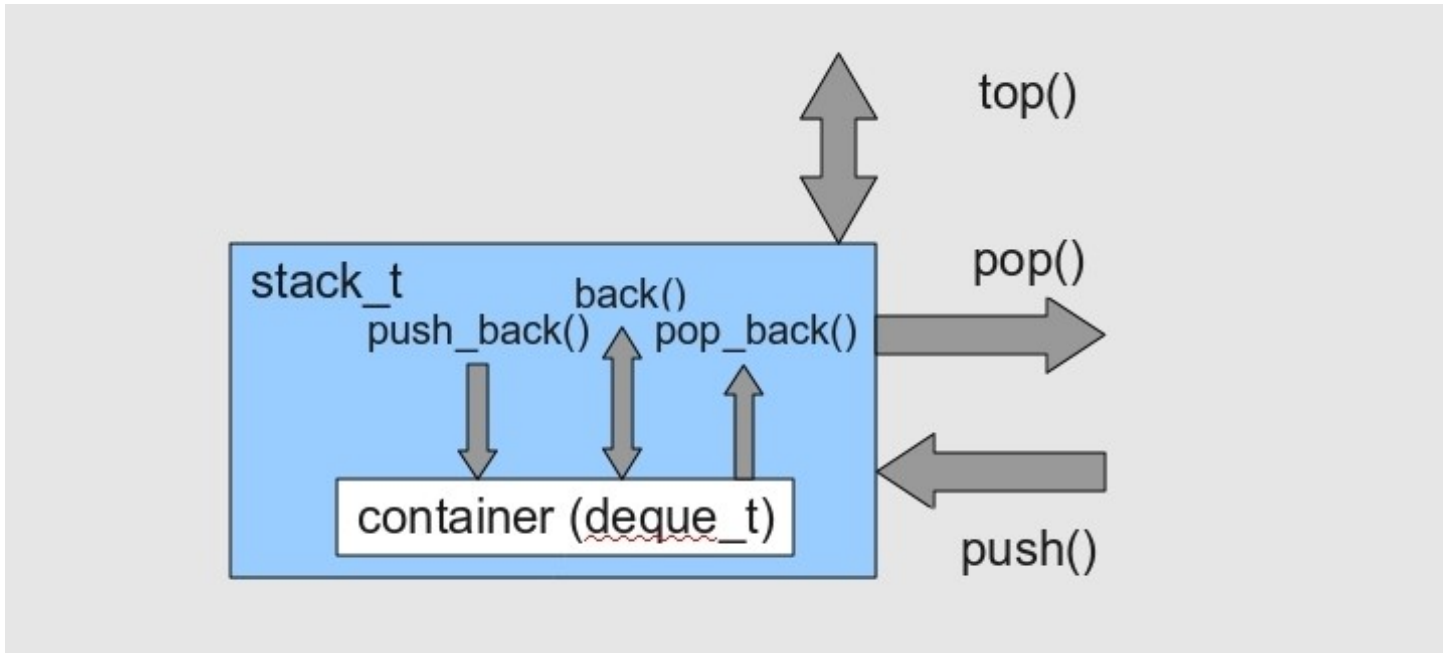 top()
pop()
stack_t
back()
push_back()
pop_back()
container (deque_t)
push()